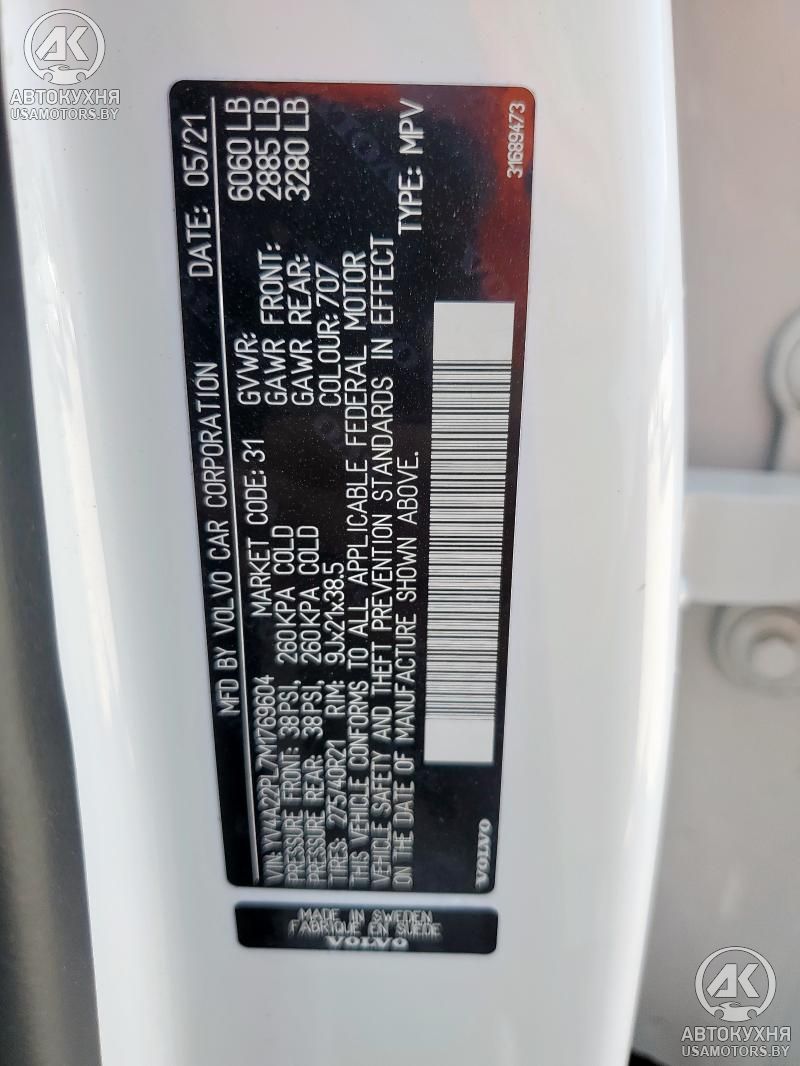 АВТОКУХНЯ
USAMOTORS.BY
MFD BY VOLVO CAR CORPORATION DATE: 05/21
VIN: YV4A22PL7M1769604 MARKET CODE: 31 GVWR: 6060 LB
PRESSURE FRONT: 38PSI, 260KPA COLD GAWR FRONT: 2885 LB
PRESSURE REAR: 38PSI, 260KPA COLD GAWR REAR: 3280 LB
TIRES: 275/40R21 RIM: 9Jx21x38.5 COLOUR: 707
THIS VEHICLE CONFORMS TO ALL APPLICABLE FEDERAL MOTOR
VEHICLE SAFETY AND THEFT PREVENTION STANDARDS IN EFFECT
ON THE DATE OF MANUFACTURE SHOWN ABOVE. TYPE: MPV
VOLVO 31689473
MADE IN SWEDEN
FABRIQUE EN SUEDE
VOLVO
АВТОКУХНЯ
USAMOTORS.BY